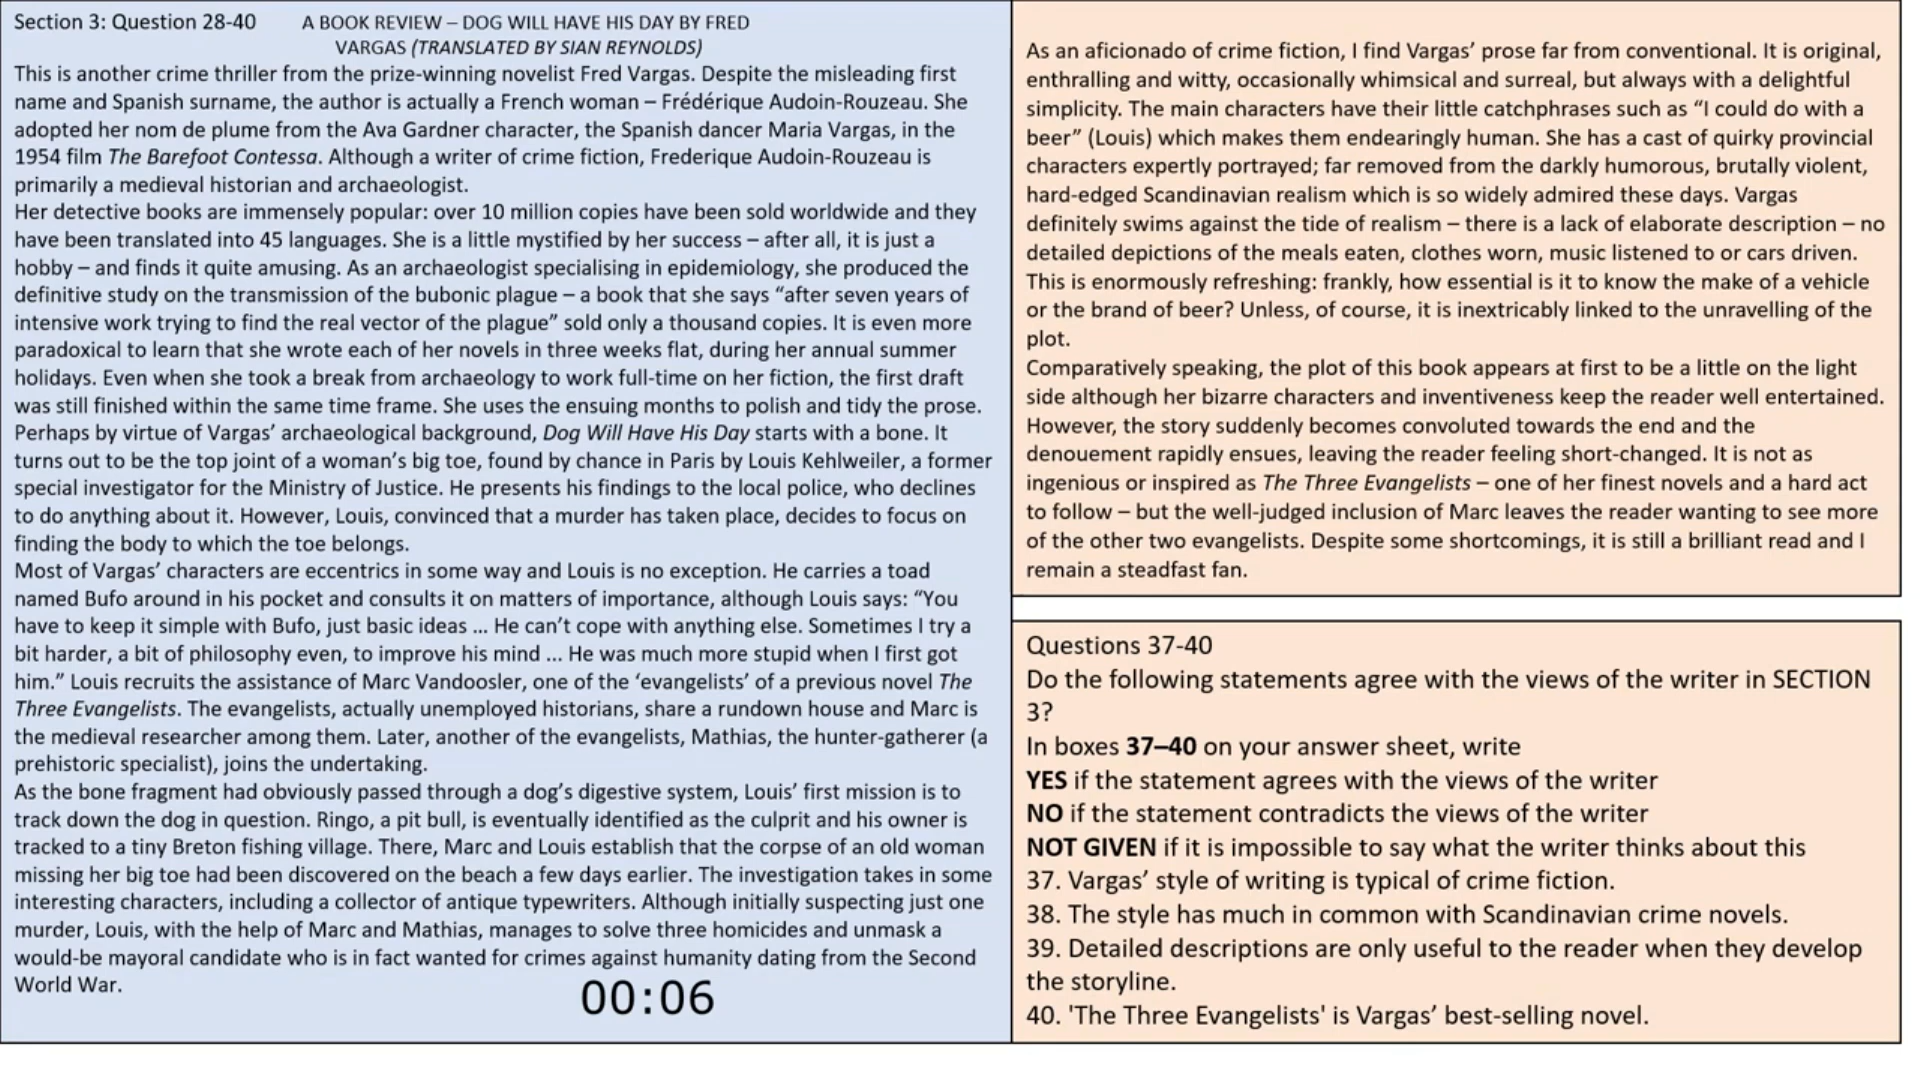 Section 3: Question 28-40 A BOOK REVIEW – DOG WILL HAVE HIS DAY BY FRED
VARGAS (TRANSLATED BY SIAN REYNOLDS)
This is another crime thriller from the prize-winning novelist Fred Vargas. Despite the misleading first
name and Spanish surname, the author is actually a French woman – Frédérique Audoin-Rouzeau. She
adopted her nom de plume from the Ava Gardner character, the Spanish dancer Maria Vargas, in the
1954 film The Barefoot Contessa. Although a writer of crime fiction, Frederique Audoin-Rouzeau is
primarily a medieval historian and archaeologist.
Her detective books are immensely popular: over 10 million copies have been sold worldwide and they
have been translated into 45 languages. She is a little mystified by her success – after all, it is just a
hobby – and finds it quite amusing. As an archaeologist specialising in epidemiology, she produced the
definitive study on the transmission of the bubonic plague – a book that she says “after seven years of
intensive work trying to find the real vector of the plague” sold only a thousand copies. It is even more
paradoxical to learn that she wrote each of her novels in three weeks flat, during her annual summer
holidays. Even when she took a break from archaeology to work full-time on her fiction, the first draft
was still finished within the same time frame. She uses the ensuing months to polish and tidy the prose.
Perhaps by virtue of Vargas’ archaeological background, Dog Will Have His Day starts with a bone. It
turns out to be the top joint of a woman’s big toe, found by chance in Paris by Louis Kehlweiler, a former
special investigator for the Ministry of Justice. He presents his findings to the local police, who declines
to do anything about it. However, Louis, convinced that a murder has taken place, decides to focus on
finding the body to which the toe belongs.
Most of Vargas’ characters are eccentrics in some way and Louis is no exception. He carries a toad
named Bufo around in his pocket and consults it on matters of importance, although Louis says: “You
have to keep it simple with Bufo, just basic ideas ... He can’t cope with anything else. Sometimes I try a
bit harder, a bit of philosophy even, to improve his mind ... He was much more stupid when I first got
him.” Louis recruits the assistance of Marc Vandoosler, one of the ‘evangelists’ of a previous novel The
Three Evangelists. The evangelists, actually unemployed historians, share a rundown house and Marc is
the medieval researcher among them. Later, another of the evangelists, Mathias, the hunter-gatherer (a
prehistoric specialist), joins the undertaking.
As the bone fragment had obviously passed through a dog’s digestive system, Louis’ first mission is to
track down the dog in question. Ringo, a pit bull, is eventually identified as the culprit and his owner is
tracked to a tiny Breton fishing village. There, Marc and Louis establish that the corpse of an old woman
missing her big toe had been discovered on the beach a few days earlier. The investigation takes in some
interesting characters, including a collector of antique typewriters. Although initially suspecting just one
murder, Louis, with the help of Marc and Mathias, manages to solve three homicides and unmask a
would-be mayoral candidate who is in fact wanted for crimes against humanity dating from the Second
World War.
00:06
As an aficionado of crime fiction, I find Vargas’ prose far from conventional. It is original,
enthralling and witty, occasionally whimsical and surreal, but always with a delightful
simplicity. The main characters have their little catchphrases such as “I could do with a
beer” (Louis) which makes them endearingly human. She has a cast of quirky provincial
characters expertly portrayed; far removed from the darkly humorous, brutally violent,
hard-edged Scandinavian realism which is so widely admired these days. Vargas
definitely swims against the tide of realism – there is a lack of elaborate description – no
detailed depictions of the meals eaten, clothes worn, music listened to or cars driven.
This is enormously refreshing: frankly, how essential is it to know the make of a vehicle
or the brand of beer? Unless, of course, it is inextricably linked to the unravelling of the
plot.
Comparatively speaking, the plot of this book appears at first to be a little on the light
side although her bizarre characters and inventiveness keep the reader well entertained.
However, the story suddenly becomes convoluted towards the end and the
denouement rapidly ensues, leaving the reader feeling short-changed. It is not as
ingenious or inspired as The Three Evangelists – one of her finest novels and a hard act
to follow – but the well-judged inclusion of Marc leaves the reader wanting to see more
of the other two evangelists. Despite some shortcomings, it is still a brilliant read and I
remain a steadfast fan.
Questions 37-40
Do the following statements agree with the views of the writer in SECTION
3?
In boxes 37–40 on your answer sheet, write
YES if the statement agrees with the views of the writer
NO if the statement contradicts the views of the writer
NOT GIVEN if it is impossible to say what the writer thinks about this
37. Vargas’ style of writing is typical of crime fiction.
38. The style has much in common with Scandinavian crime novels.
39. Detailed descriptions are only useful to the reader when they develop
the storyline.
40. 'The Three Evangelists' is Vargas’ best-selling novel.